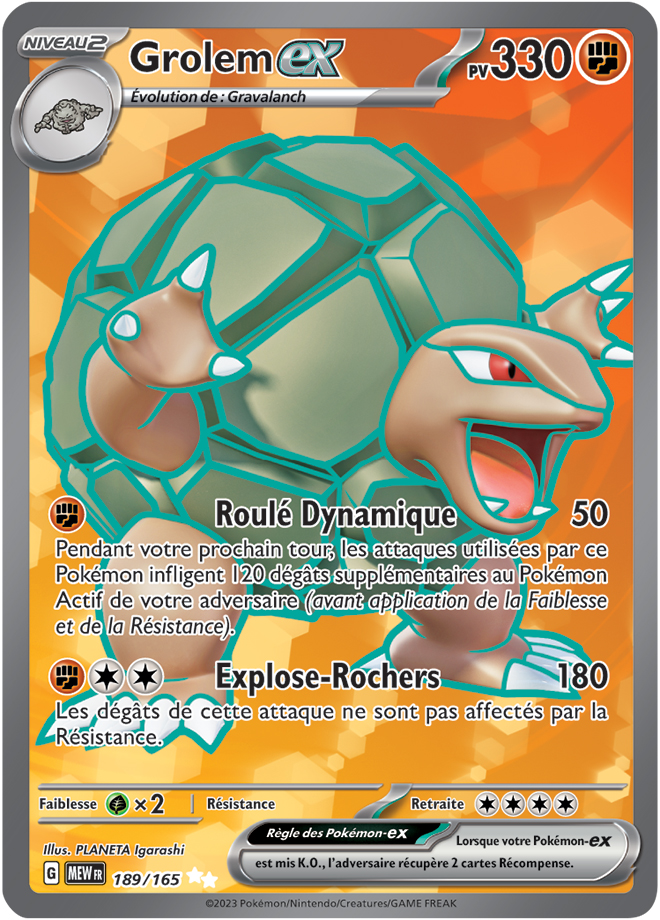 NIVEAU2
Grolem ex
PV 330
Évolution de : Gravalanch
Roulé Dynamique 50
Pendant votre prochain tour, les attaques utilisées par ce
Pokémon infligent 120 dégâts supplémentaires au Pokémon
Actif de votre adversaire (avant application de la Faiblesse
et de la Résistance).
Explose-Rochers 180
Les dégâts de cette attaque ne sont pas affectés par la
Résistance.
Faiblesse ×2 Résistance Retraite
Règle des Pokémon-ex Lorsque votre Pokémon-ex
est mis K.O., l'adversaire récupère 2 cartes Récompense.
Illus. PLANETA Igarashi
G MEW FR 189/165
©2023 Pokémon/Nintendo/Creatures/GAME FREAK